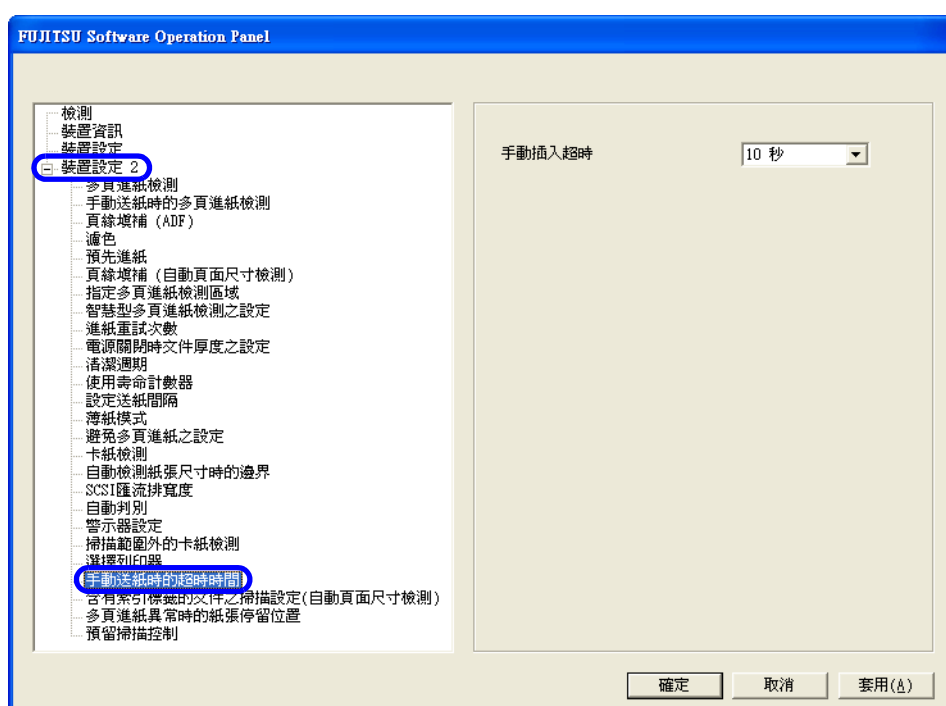 FUJITSU Software Operation Panel
檢測
裝置資訊
裝置設定
裝置設定 2
多頁進紙檢測
手動送紙時的多頁進紙檢測
頁緣填補 (ADF)
濾色
預先進紙
頁緣填補 (自動頁面尺寸檢測)
指定多頁進紙檢測區域
智慧型多頁進紙檢測之設定
進紙重試次數
電源關閉時文件厚度之設定
清潔週期
使用壽命計數器
設定送紙間隔
薄紙模式
避免多頁進紙之設定
卡紙檢測
自動檢測紙張尺寸時的邊界
SCSI匯流排寬度
自動判別
警示器設定
掃描範圍外的卡紙檢測
選擇列印器
手動送紙時的超時時間
含有索引標籤的文件之掃描設定(自動頁面尺寸檢測)
多頁進紙異常時的紙張停留位置
預留掃描控制
手動插入超時 10 秒
確定 取消 套用(A)